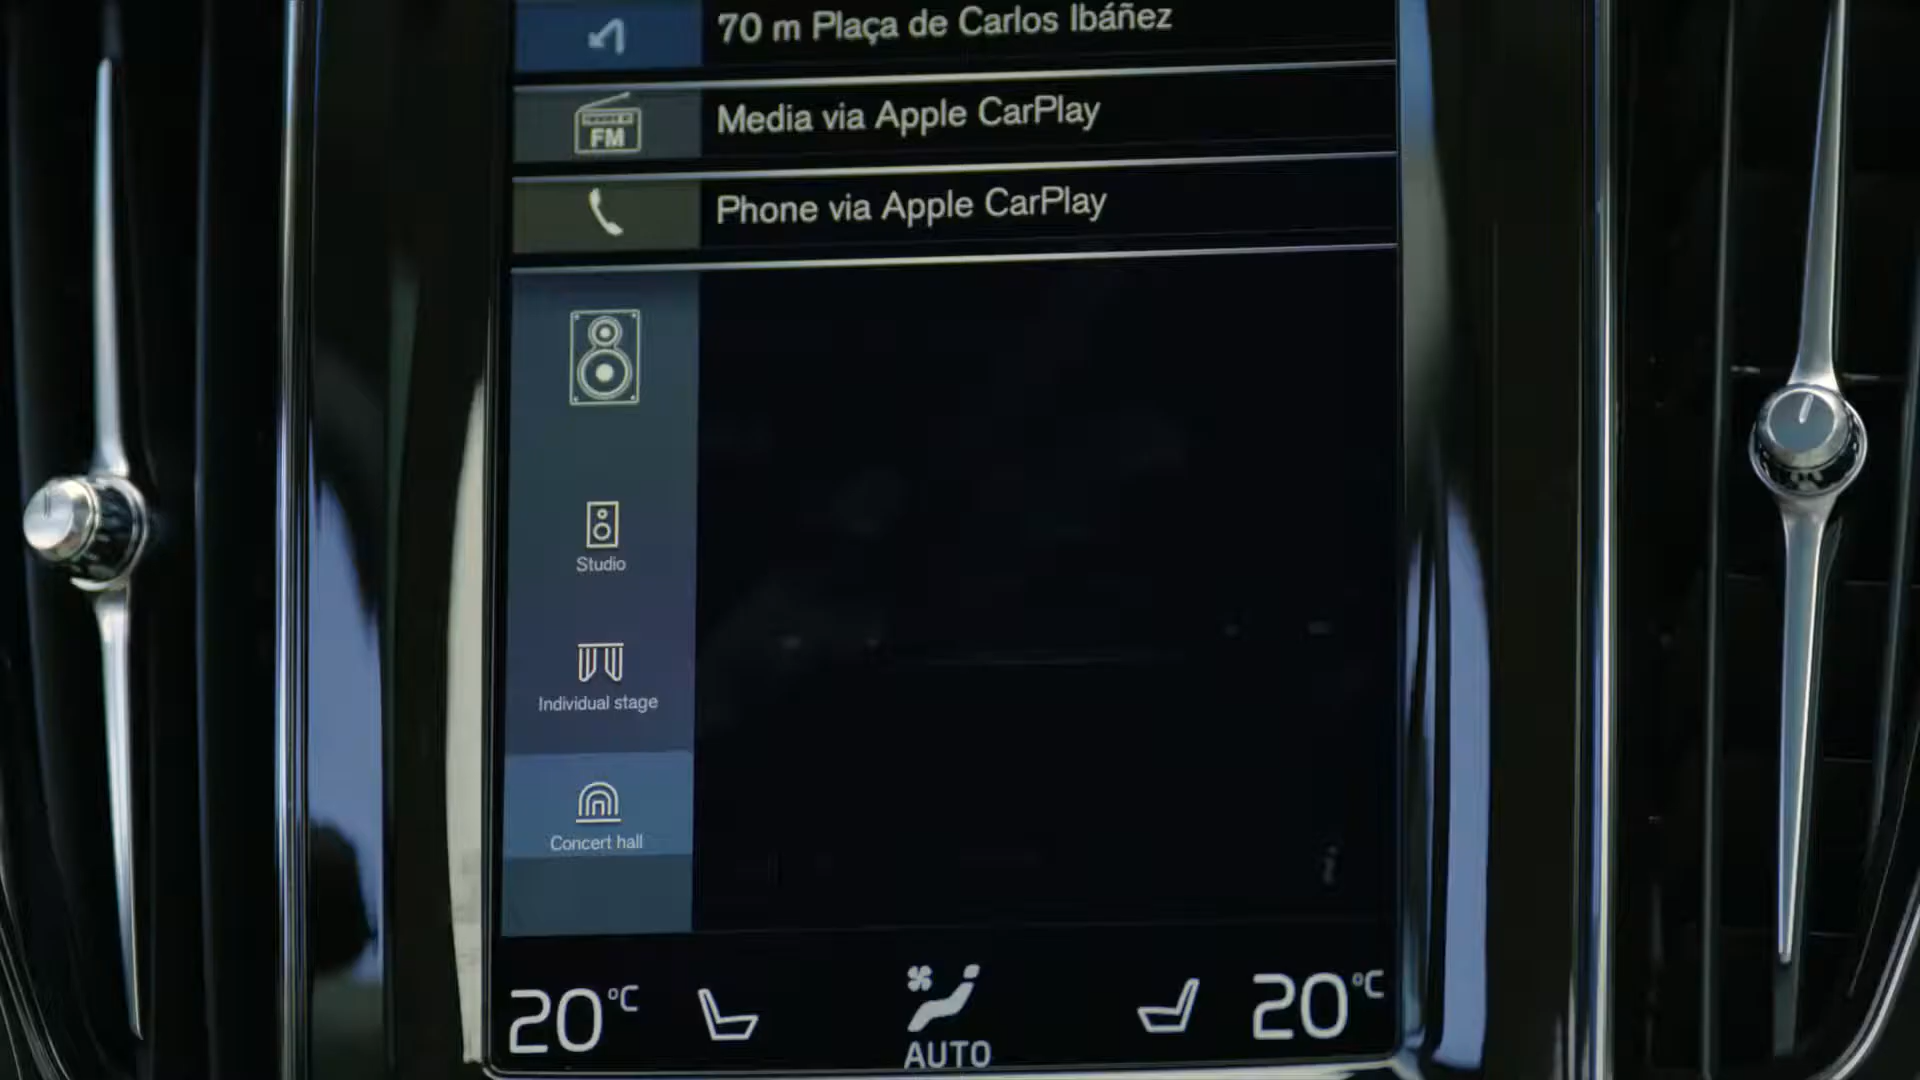 70 m Plaça de Carlos Ibáñez
FM
Media via Apple CarPlay
Phone via Apple CarPlay
Studio
Individual stage
Concert hall
20°C
20°C
AUTO